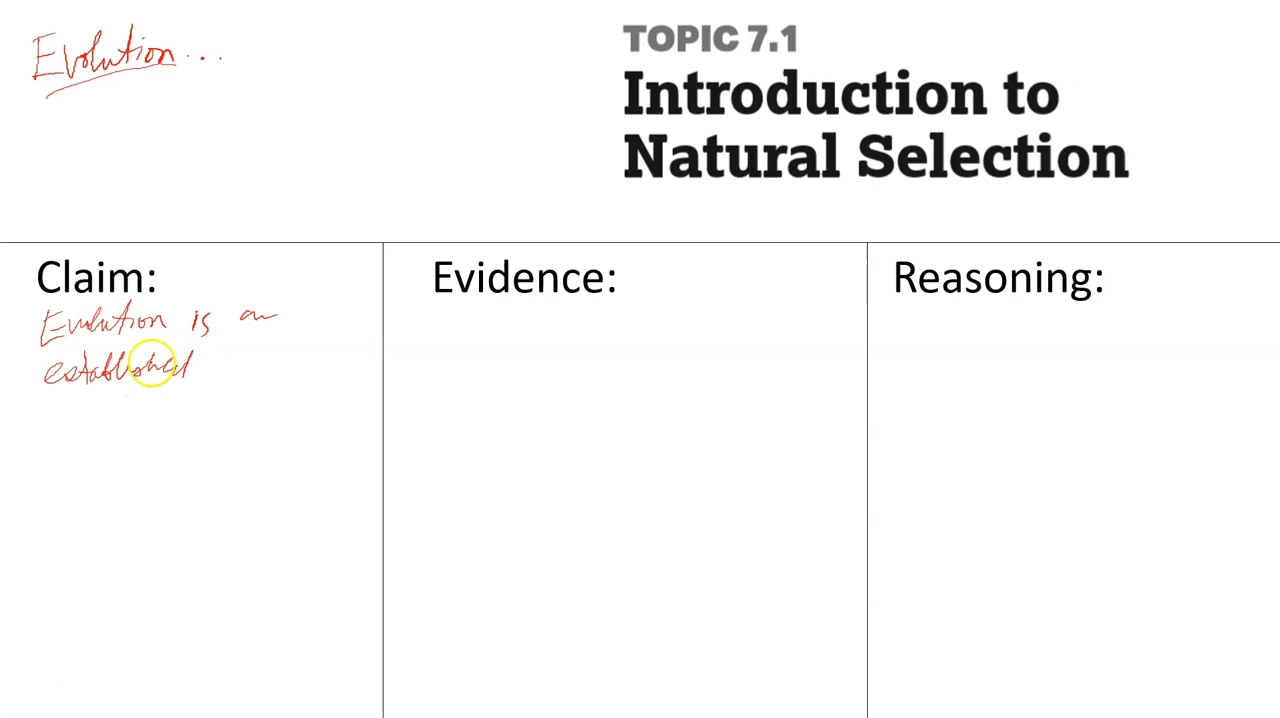 Evolution...
TOPIC 7.1
Introduction to
Natural Selection
Claim:
Evidence:
Reasoning:
Evolution is an
established